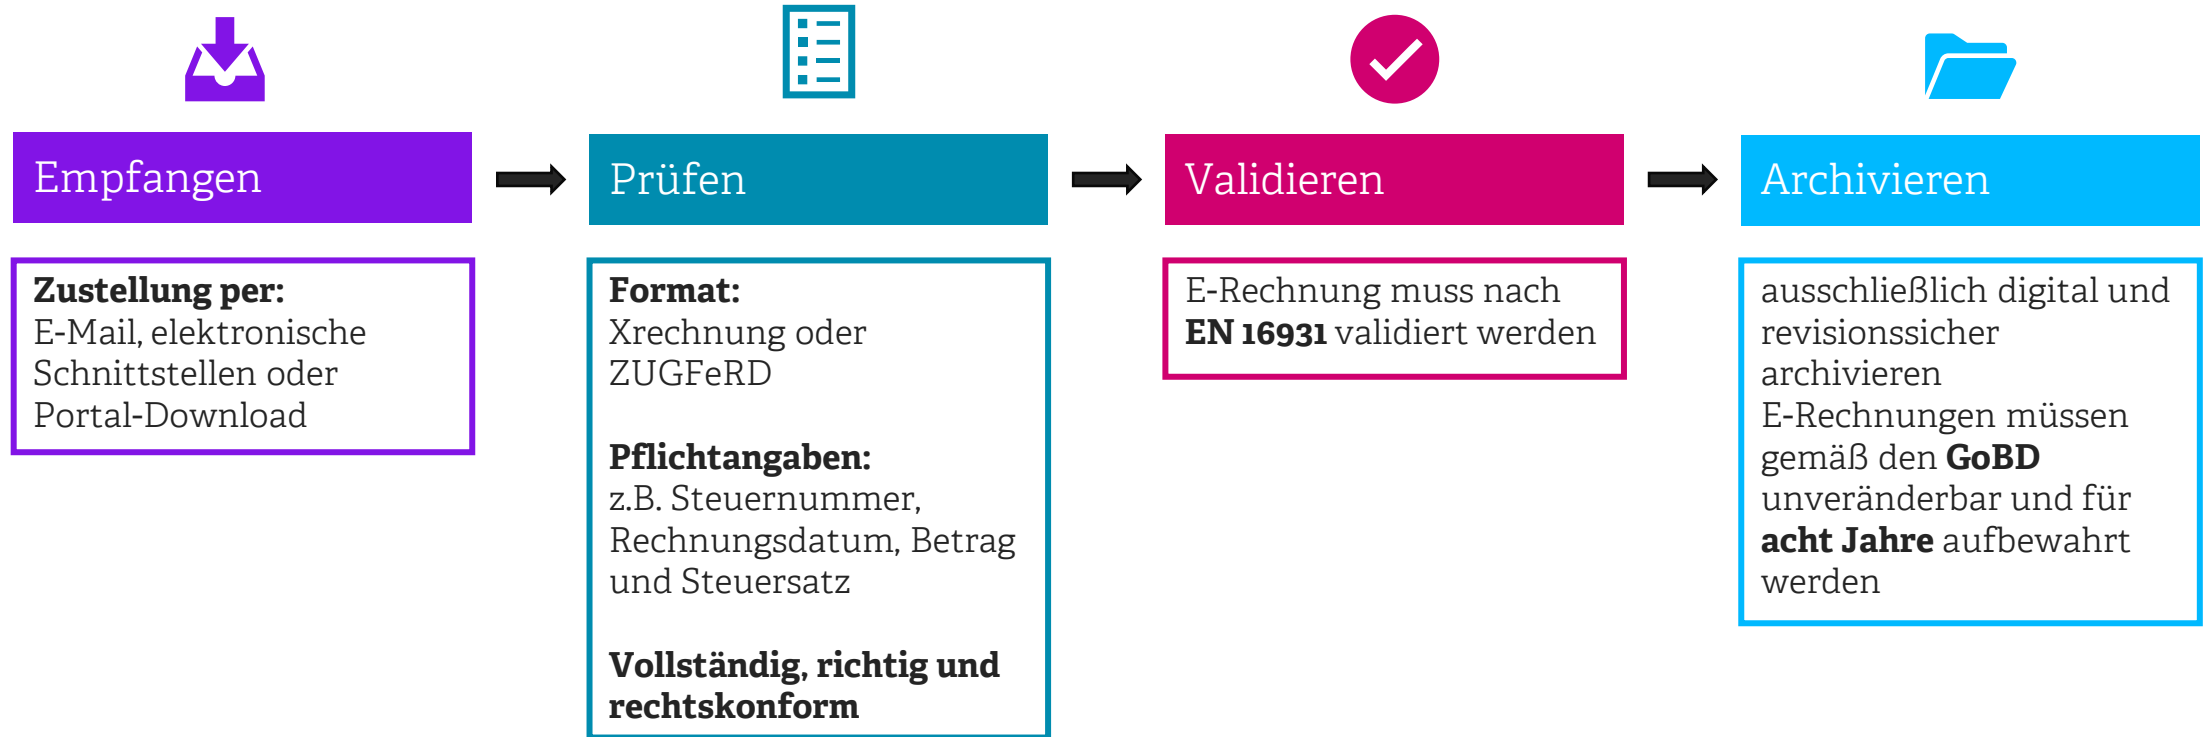 Empfangen
Prüfen
Validieren
Archivieren
Zustellung per:
E-Mail, elektronische
Schnittstellen oder
Portal-Download
Format:
Xrechnung oder
ZUGFeRD
Pflichtangaben:
z.B. Steuernummer,
Rechnungsdatum, Betrag
und Steuersatz
Vollständig, richtig und
rechtskonform
E-Rechnung muss nach
EN 16931 validiert werden
ausschließlich digital und
revisionssicher
archivieren
E-Rechnungen müssen
gemäß den GoBD
unveränderbar und für
acht Jahre aufbewahrt
werden